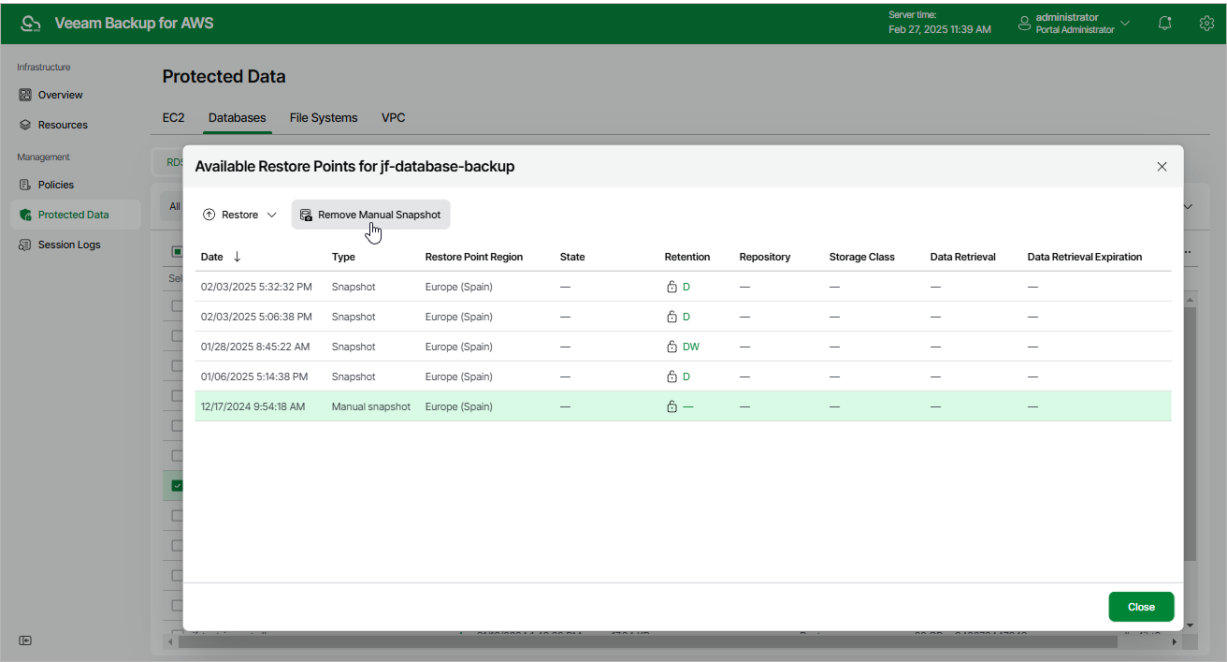 Veeam Backup for AWS
Server time:
Feb 27, 2025 11:39 AM
administrator
Portal Administrator
Infrastructure
Overview
Resources
Management
Policies
Protected Data
Session Logs
Protected Data
EC2 Databases File Systems VPC
RDS
All
Available Restore Points for jf-database-backup
Restore Remove Manual Snapshot
Date Type Restore Point Region State Retention Repository Storage Class Data Retrieval Data Retrieval Expiration
02/03/2025 5:32:32 PM Snapshot Europe (Spain) — D — — — —
02/03/2025 5:06:38 PM Snapshot Europe (Spain) — D — — — —
01/28/2025 8:45:22 AM Snapshot Europe (Spain) — DW — — — —
01/06/2025 5:14:38 PM Snapshot Europe (Spain) — D — — — —
12/17/2024 9:54:18 AM Manual snapshot Europe (Spain) — — — — — —
Close